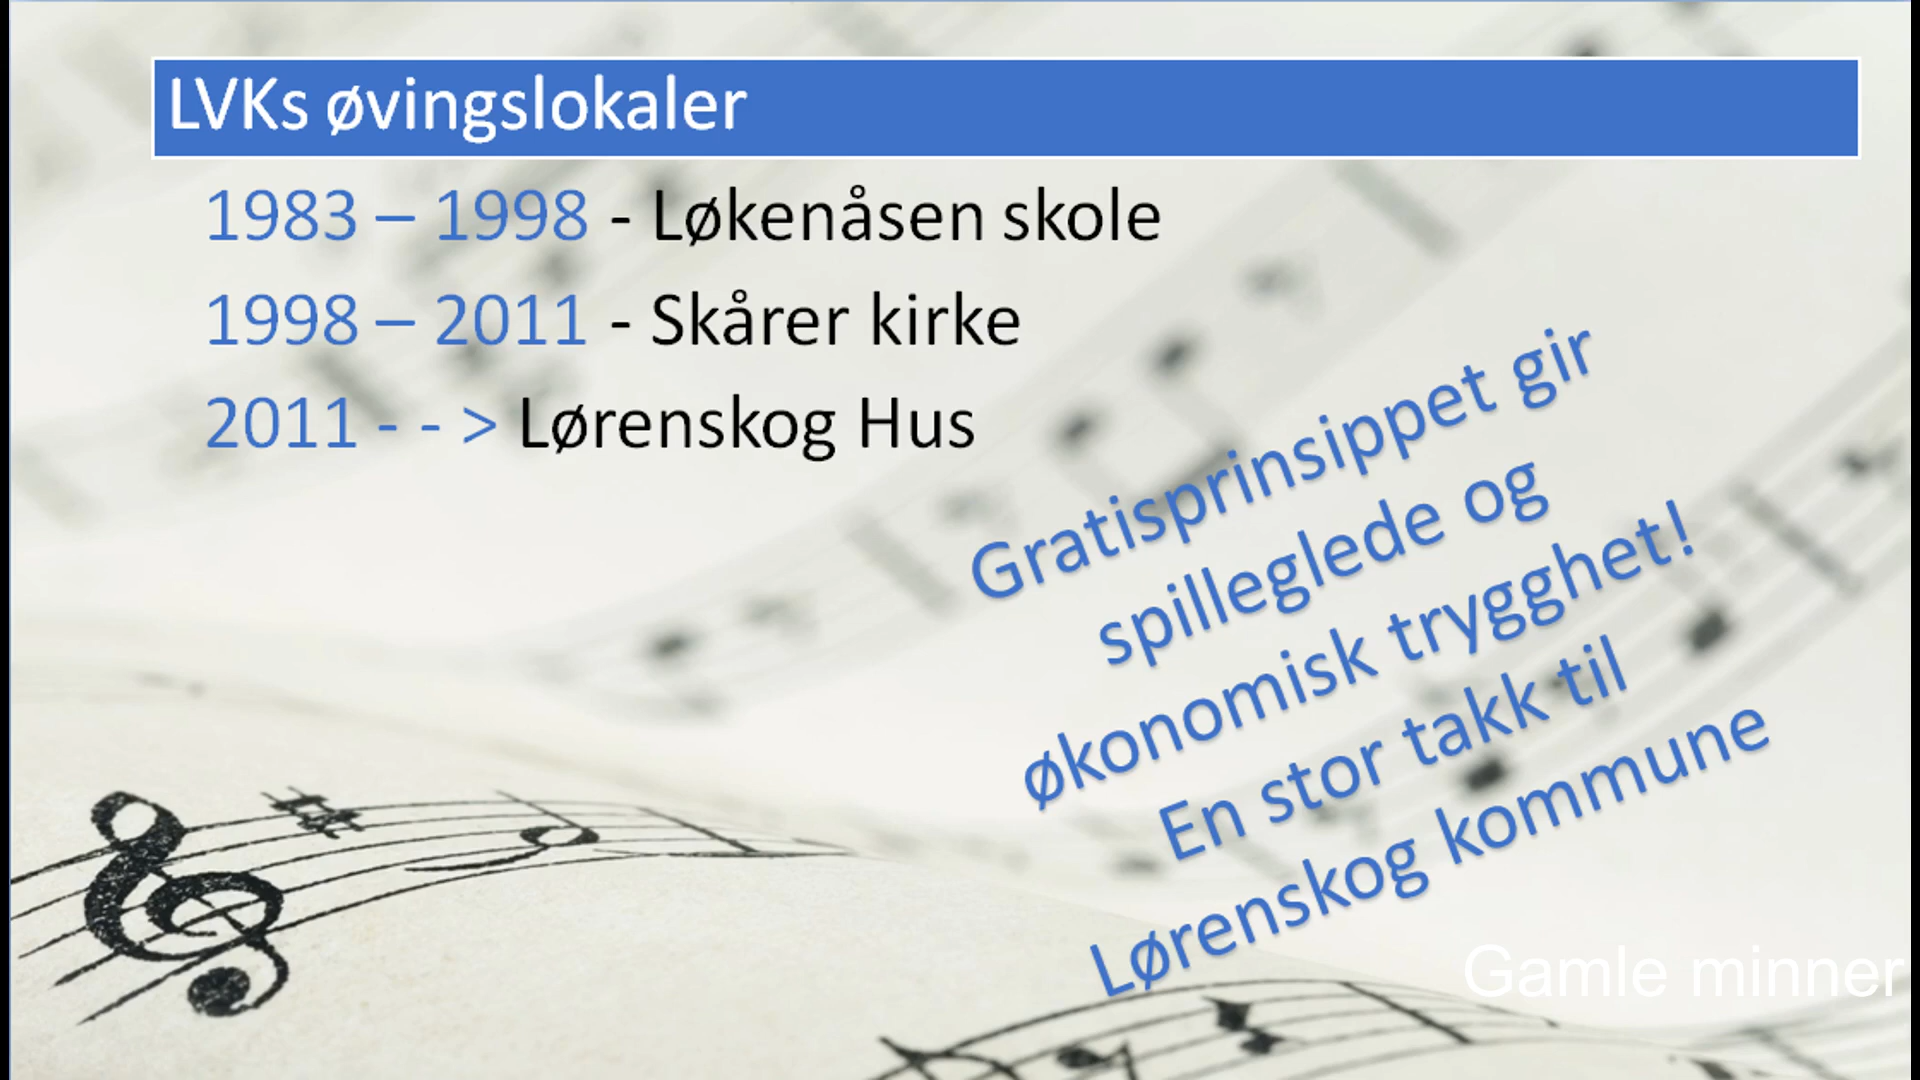 LVKs øvingslokaler
1983 – 1998 - Løkenåsen skole
1998 – 2011 - Skårer kirke
2011 - - > Lørenskog Hus
Gratisprinsippet gir
spilleglede og
økonomisk trygghet!
En stor takk til
Lørenskog kommune
Gamle minner